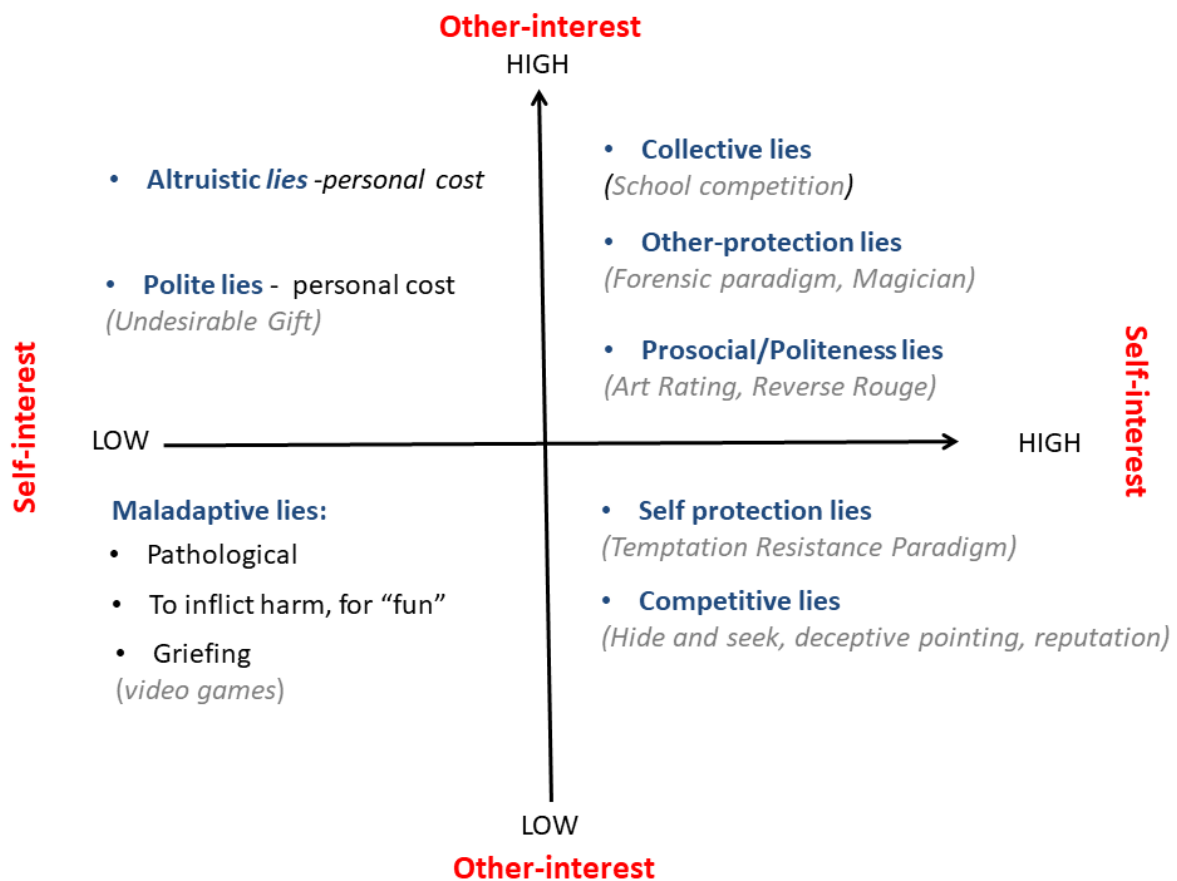 Other-interest
HIGH
• Altruistic lies -personal cost
• Polite lies - personal cost
(Undesirable Gift)
• Collective lies
(School competition)
• Other-protection lies
(Forensic paradigm, Magician)
• Prosocial/Politeness lies
(Art Rating, Reverse Rouge)
Self-interest
LOW
HIGH
Self-interest
Maladaptive lies:
• Pathological
• To inflict harm, for “fun”
• Griefing
(video games)
• Self protection lies
(Temptation Resistance Paradigm)
• Competitive lies
(Hide and seek, deceptive pointing, reputation)
LOW
Other-interest